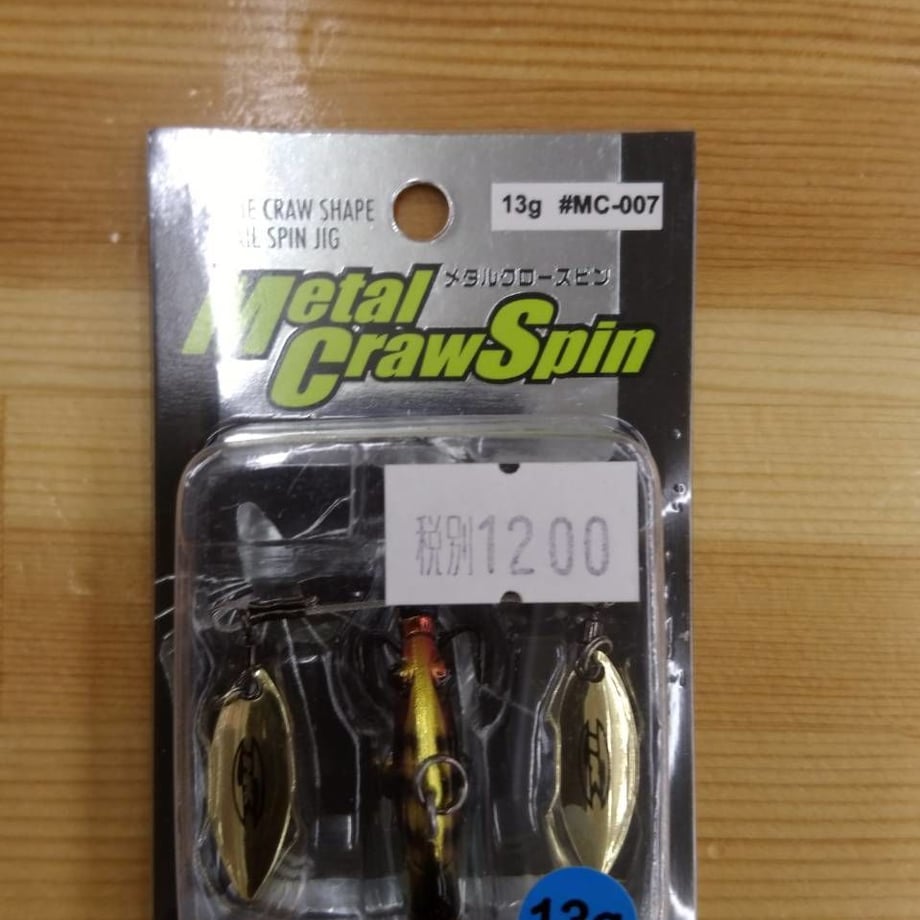 CRAW SHAPE
SPIN JIG
13g #MC-007
メタルクロースピン
Metal
CrawSpin
税別1200
13g